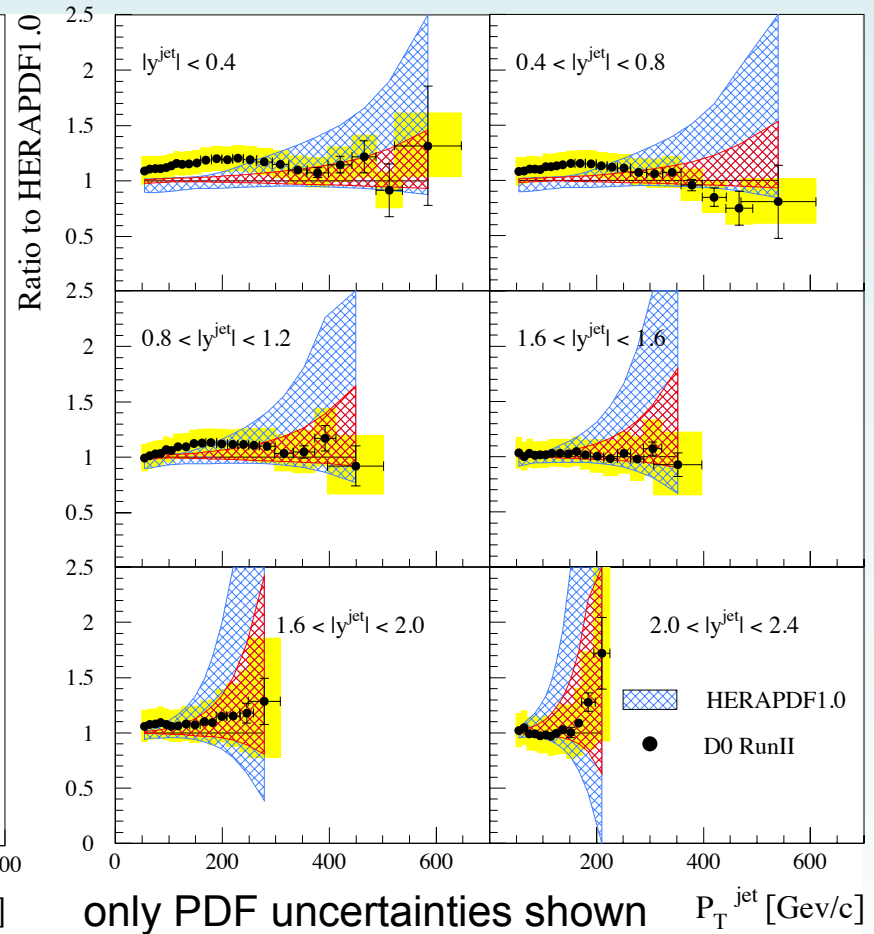 Ratio to HERAPDF1.0
2.5
2
1.5
1
0.5
2.5
2
1.5
1
0.5
2.5
2
1.5
1
0.5
0
|y^jet| < 0.4
0.4 < |y^jet| < 0.8
0.8 < |y^jet| < 1.2
1.6 < |y^jet| < 1.6
1.6 < |y^jet| < 2.0
2.0 < |y^jet| < 2.4
HERAPDF1.0
D0 RunII
00
0 200 400 600 200 400 600
]
only PDF uncertainties shown
P_T^jet [Gev/c]